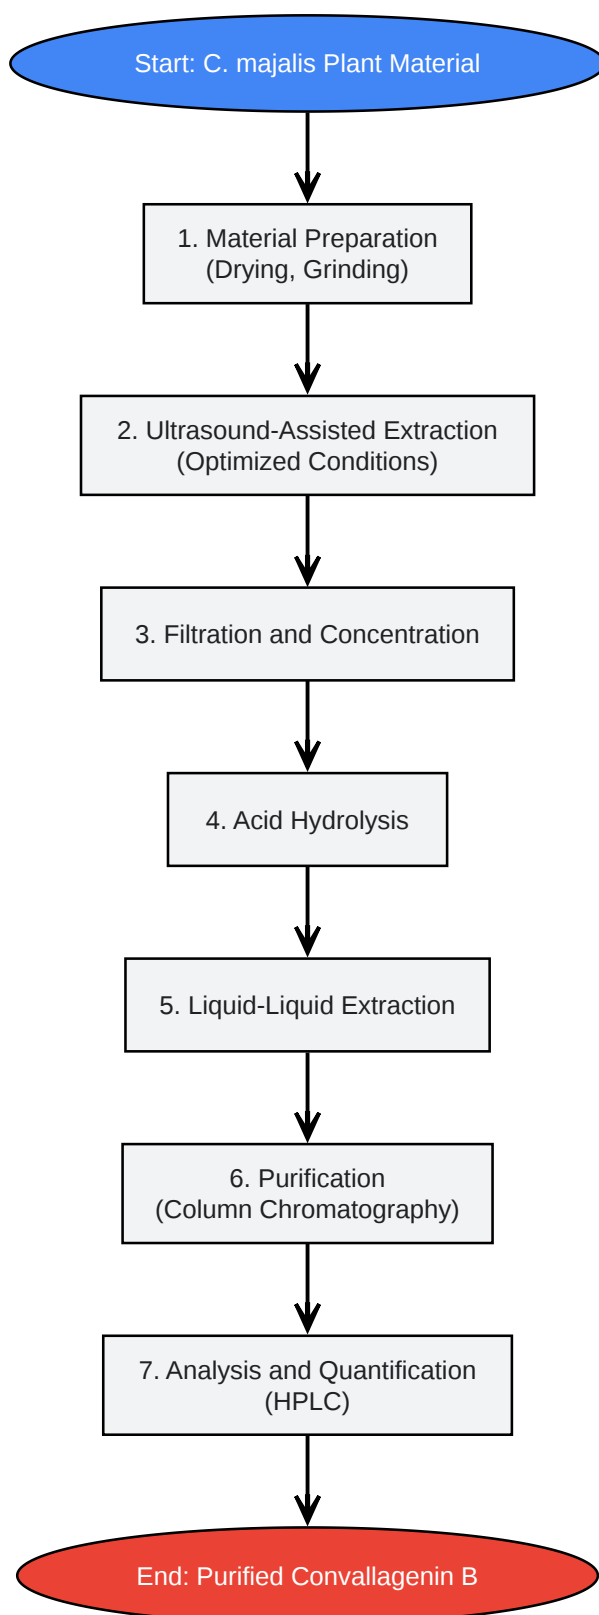 Start: C. majalis Plant Material
1. Material Preparation
(Drying, Grinding)
2. Ultrasound-Assisted Extraction
(Optimized Conditions)
3. Filtration and Concentration
4. Acid Hydrolysis
5. Liquid-Liquid Extraction
6. Purification
(Column Chromatography)
7. Analysis and Quantification
(HPLC)
End: Purified Convallagenin B